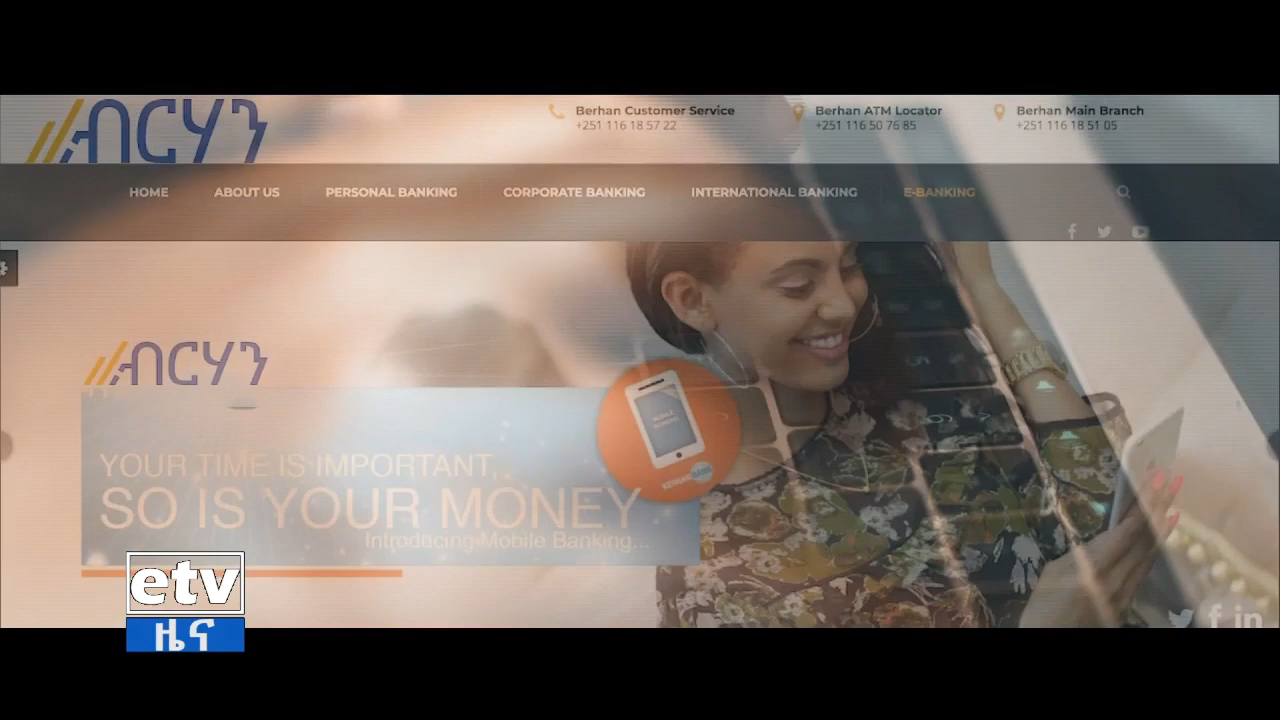 ብርሃን
Berhan Customer Service
+251 116 18 57 22
Berhan ATM Locator
+251 116 50 76 85
Berhan Main Branch
+251 116 18 51 05
HOME
ABOUT US
PERSONAL BANKING
CORPORATE BANKING
INTERNATIONAL BANKING
E-BANKING
ብርሃን
YOUR TIME IS IMPORTANT,
SO IS YOUR MONEY
Introducing Mobile Banking...
MOBILE
BANKING
etv
ዜና